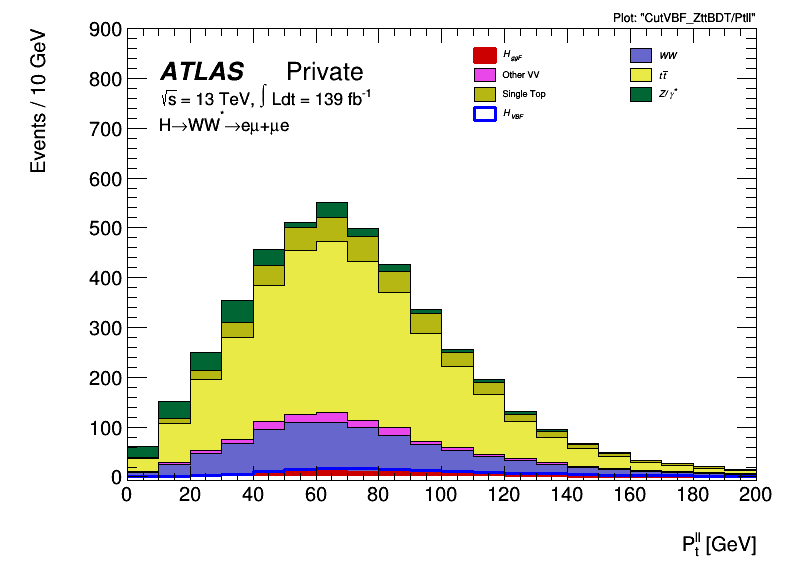 Plot: "CutVBF_ZttBDT/Ptll"
Events / 10 GeV
900
800
700
600
500
400
300
200
100
0
ATLAS Private
√s = 13 TeV, ∫ Ldt = 139 fb⁻¹
H→WW*→eμ+μe
H_ggF
Other VV
Single Top
H_VBF
WW
tt̅
Z/γ*
0 20 40 60 80 100 120 140 160 180 200
P_t^ll [GeV]